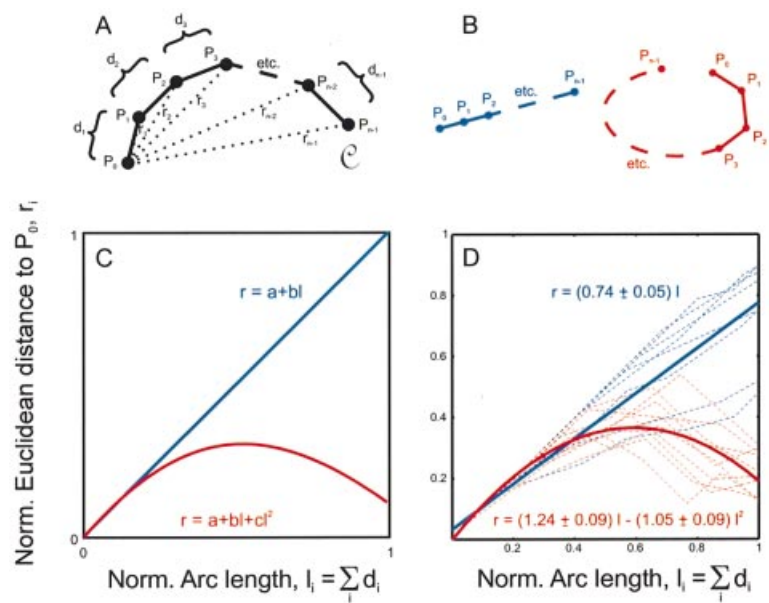 A
B
d₃
d₂
d₁
dₙ₋₁
P₃
P₂
P₁
P₀
etc.
Pₙ₋₂
Pₙ₋₁
r₂
r₃
rₙ₋₂
rₙ₋₁
C
P₀
P₁
P₂
etc.
Pₙ₋₁
Pₙ₋₁
P₀
P₁
P₂
P₃
etc.
Norm. Euclidean distance to P₀, rᵢ
C
1
r = a+bl
r = a+bl+cl²
0
0
1
Norm. Arc length, lᵢ = ∑ᵢ dᵢ
D
1
0.8
0.6
0.4
0.2
r = (0.74 ± 0.05) l
r = (1.24 ± 0.09) l - (1.05 ± 0.09) l²
0.2
0.4
0.6
0.8
1
Norm. Arc length, lᵢ = ∑ᵢ dᵢ